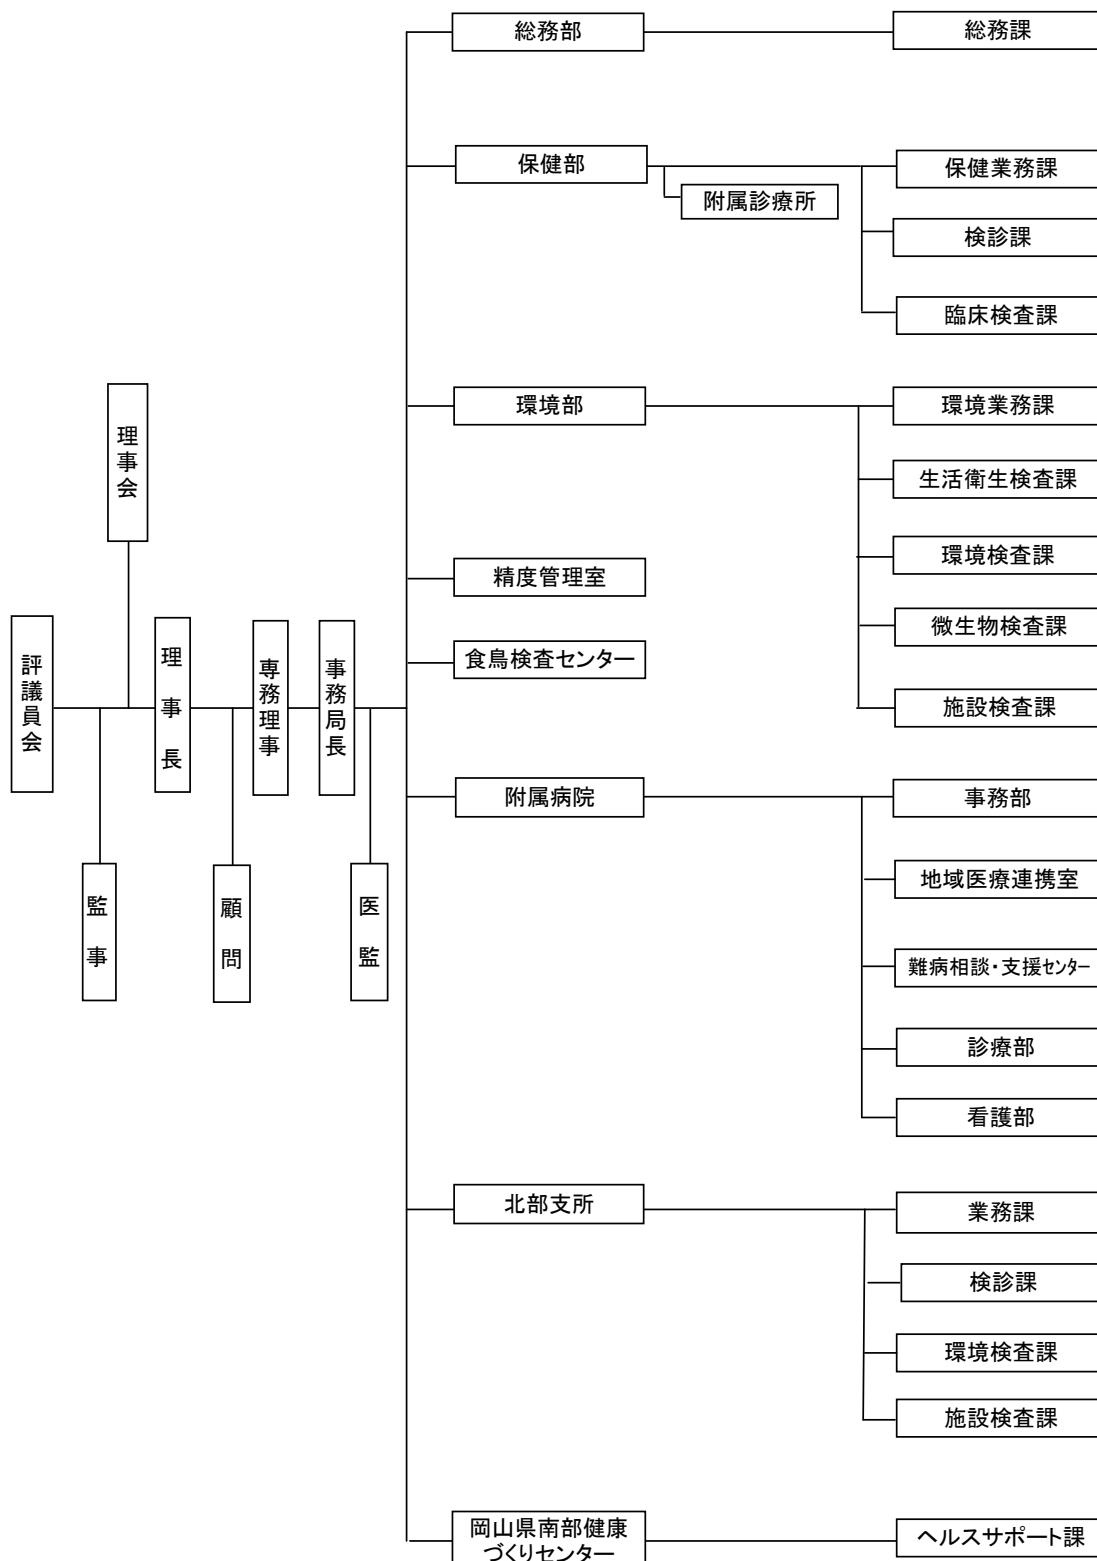 総務部
総務課
保健部
附属診療所
保健業務課
検診課
臨床検査課
環境部
環境業務課
生活衛生検査課
環境検査課
微生物検査課
施設検査課
精度管理室
食鳥検査センター
理事会
評議員会
理事長
専務理事
事務局長
監事
顧問
医監
附属病院
事務部
地域医療連携室
難病相談・支援センター
診療部
看護部
北部支所
業務課
検診課
環境検査課
施設検査課
岡山県南部健康
づくりセンター
ヘルスサポート課